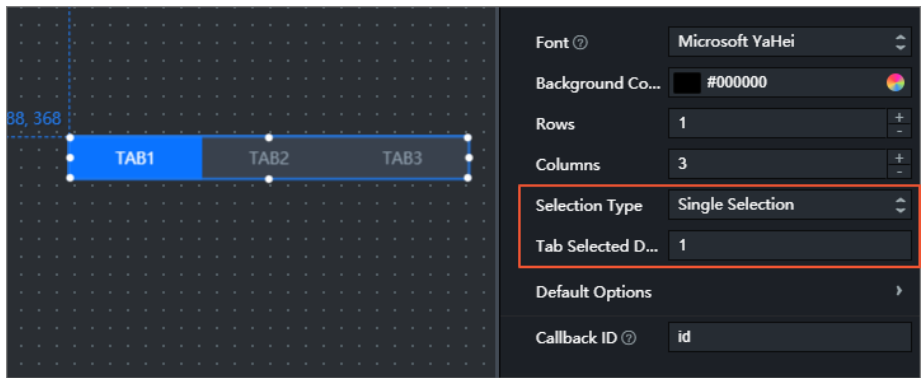 88, 368
TAB1 TAB2 TAB3
Font ?
Microsoft YaHei
Background Co...
#000000
Rows
1
+
-
Columns
3
+
-
Selection Type
Single Selection
Tab Selected D...
1
Default Options
Callback ID ?
id